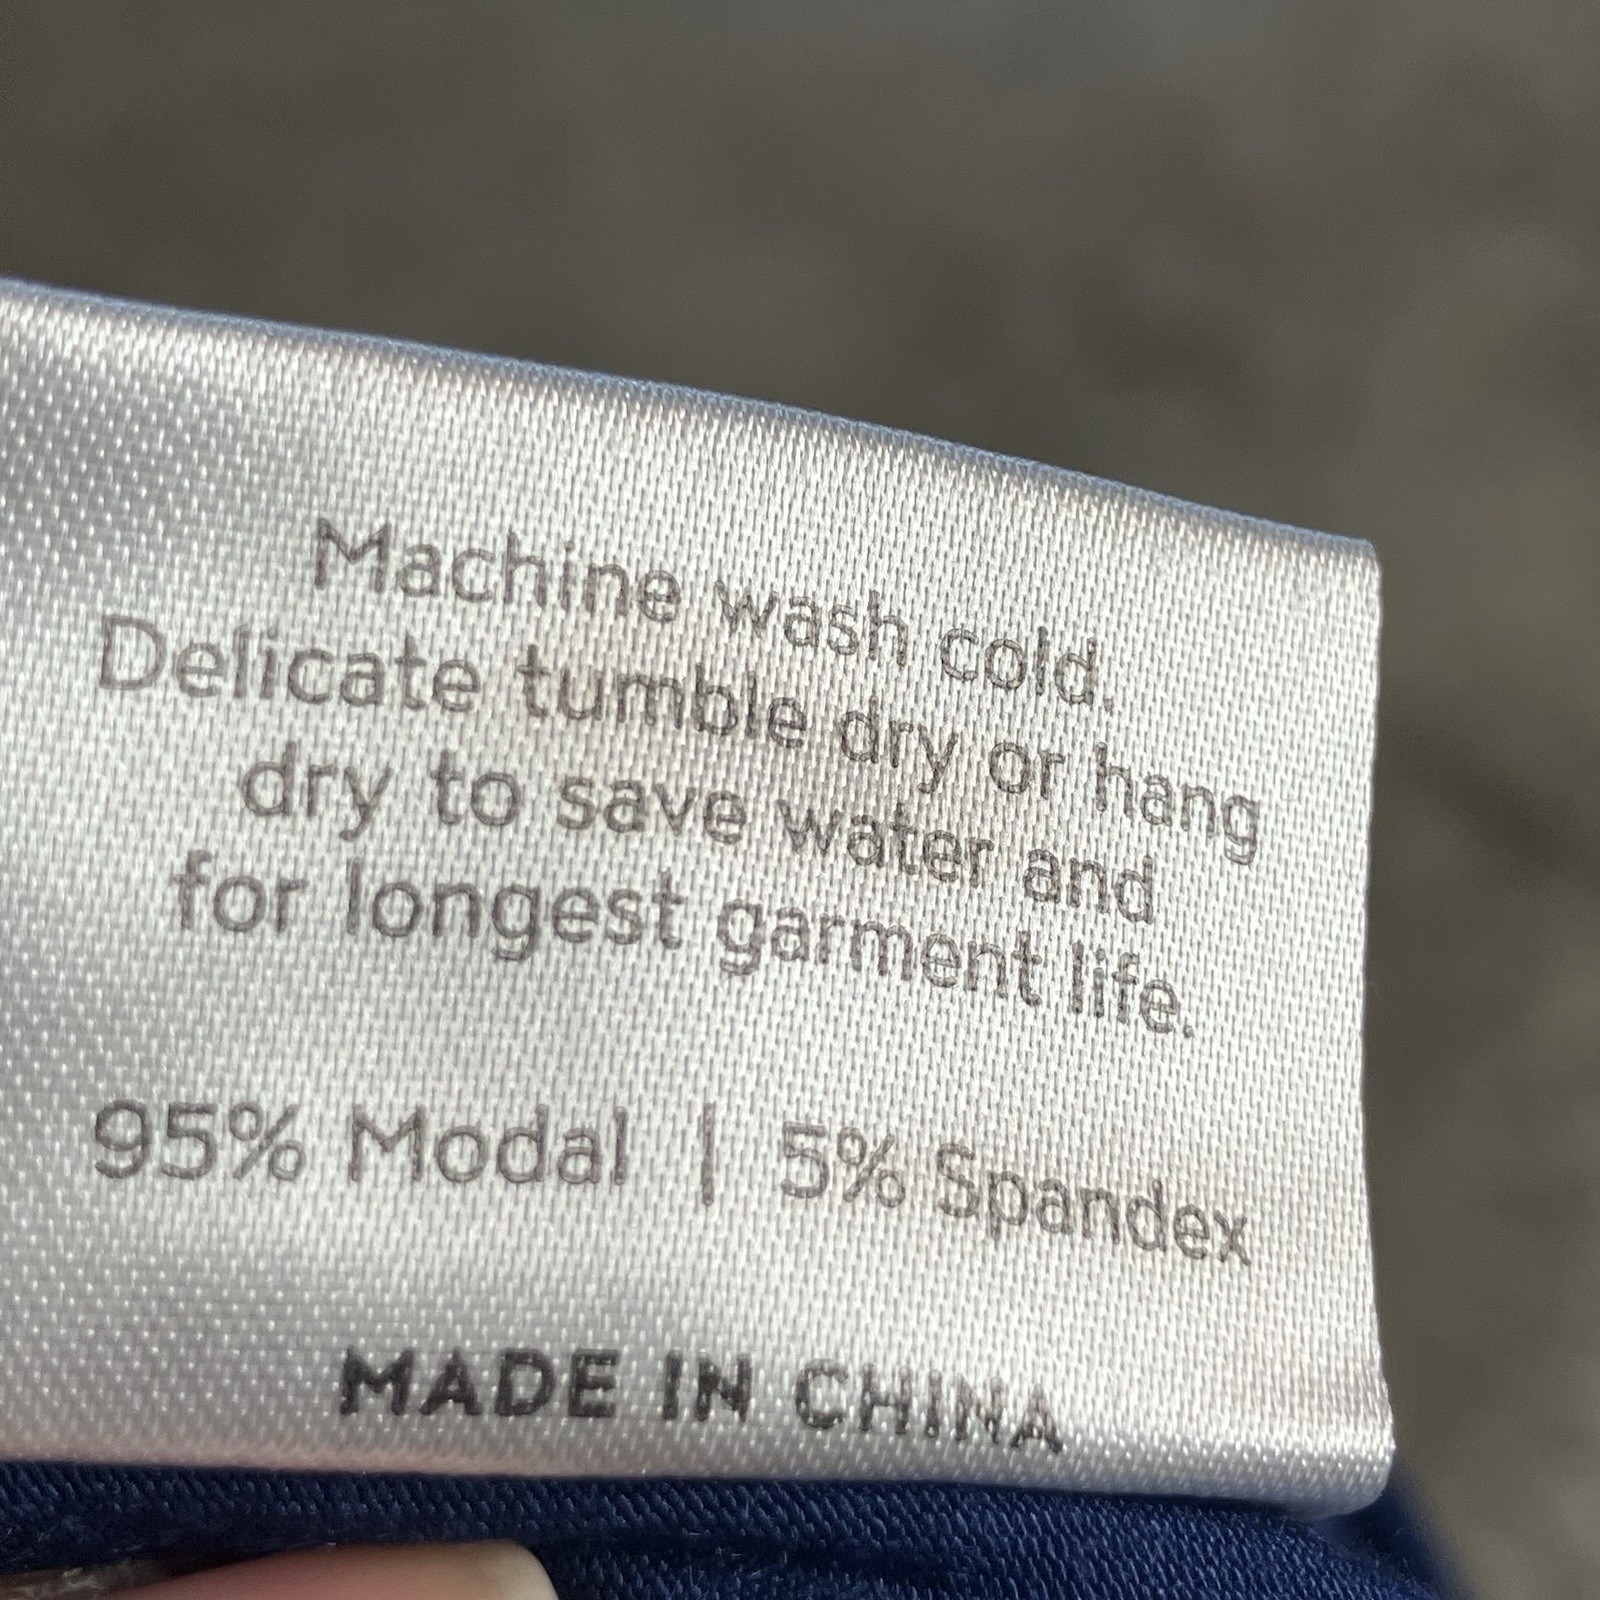 Machine wash cold.
Delicate tumble dry or hang
dry to save water and
for longest garment life.
95% Modal | 5% Spandex
MADE IN CHINA